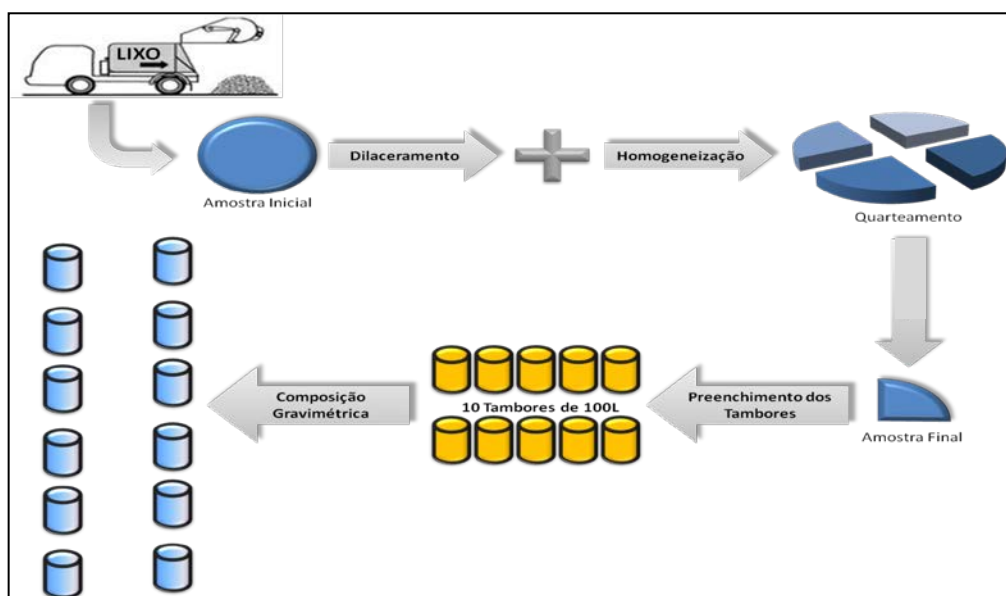 LIXO
Amostra Inicial
Dilaceramento
Homogeneização
Quarteamento
Amostra Final
Preenchimento dos
Tambores
10 Tambores de 100L
Composição
Gravimétrica